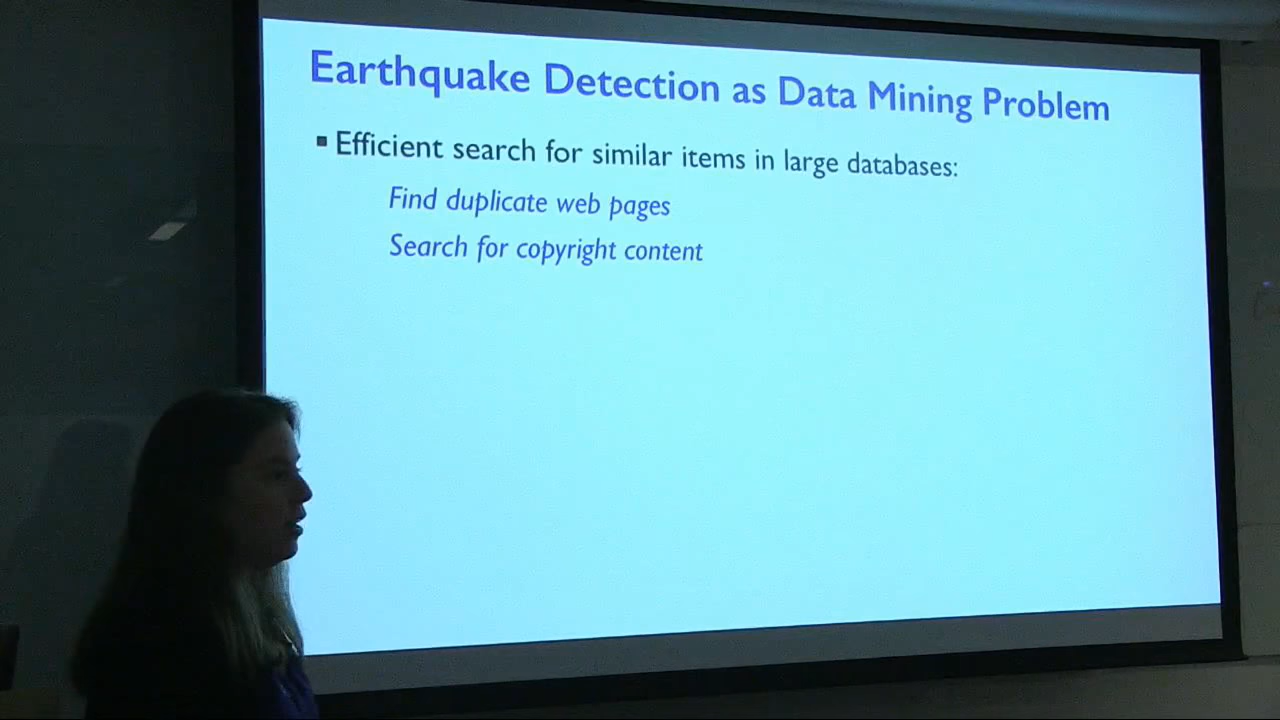 Earthquake Detection as Data Mining Problem
▪ Efficient search for similar items in large databases:
Find duplicate web pages
Search for copyright content